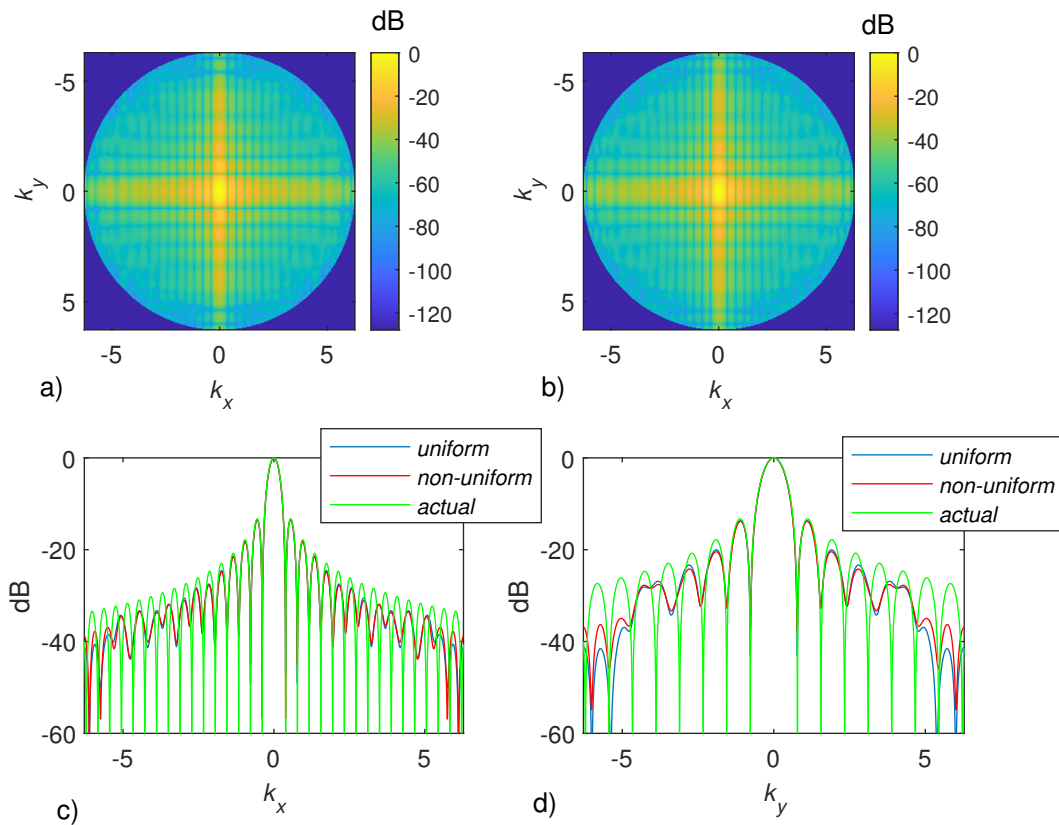 dB
-5
0
5
k_y
-5
0
5
k_x
0
-20
-40
-60
-80
-100
-120
a)
dB
-5
0
5
k_y
-5
0
5
k_x
0
-20
-40
-60
-80
-100
-120
b)
uniform
non-uniform
actual
0
-20
-40
-60
dB
-5
0
5
k_x
c)
uniform
non-uniform
actual
0
-20
-40
-60
dB
-5
0
5
k_y
d)